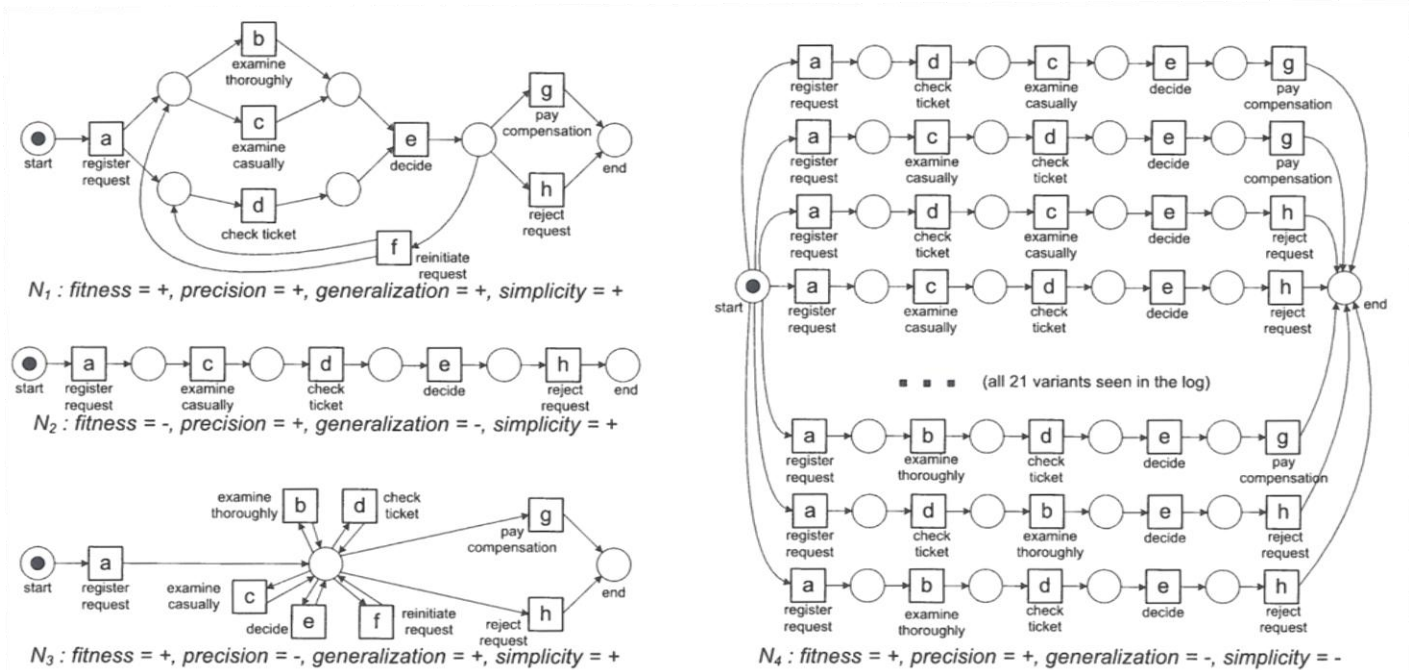 b
examine
thoroughly
c
examine
casually
a
register
request
start
d
check ticket
e
decide
f
reinitiate
request
g
pay
compensation
h
reject
request
end
N1 : fitness = +, precision = +, generalization = +, simplicity = +
start
a
register
request
c
examine
casually
d
check
ticket
e
decide
h
reject
request
end
N2 : fitness = -, precision = +, generalization = -, simplicity = +
start
a
register
request
examine
thoroughly
b
d
check
ticket
examine
casually
c
decide
e
f
reinitiate
request
g
pay
compensation
reject
request
h
end
N3 : fitness = +, precision = -, generalization = +, simplicity = +
a
register
request
d
check
ticket
c
examine
casually
e
decide
g
pay
compensation
a
register
request
c
examine
casually
d
check
ticket
e
decide
g
pay
compensation
a
register
request
d
check
ticket
c
examine
casually
e
decide
h
reject
request
start
a
register
request
c
examine
casually
d
check
ticket
e
decide
h
reject
request
end
(all 21 variants seen in the log)
a
register
request
b
examine
thoroughly
d
check
ticket
e
decide
g
pay
compensation
a
register
request
d
check
ticket
b
examine
thoroughly
e
decide
h
reject
request
a
register
request
b
examine
thoroughly
d
check
ticket
e
decide
h
reject
request
N4 : fitness = +, precision = +, generalization = -, simplicity = -